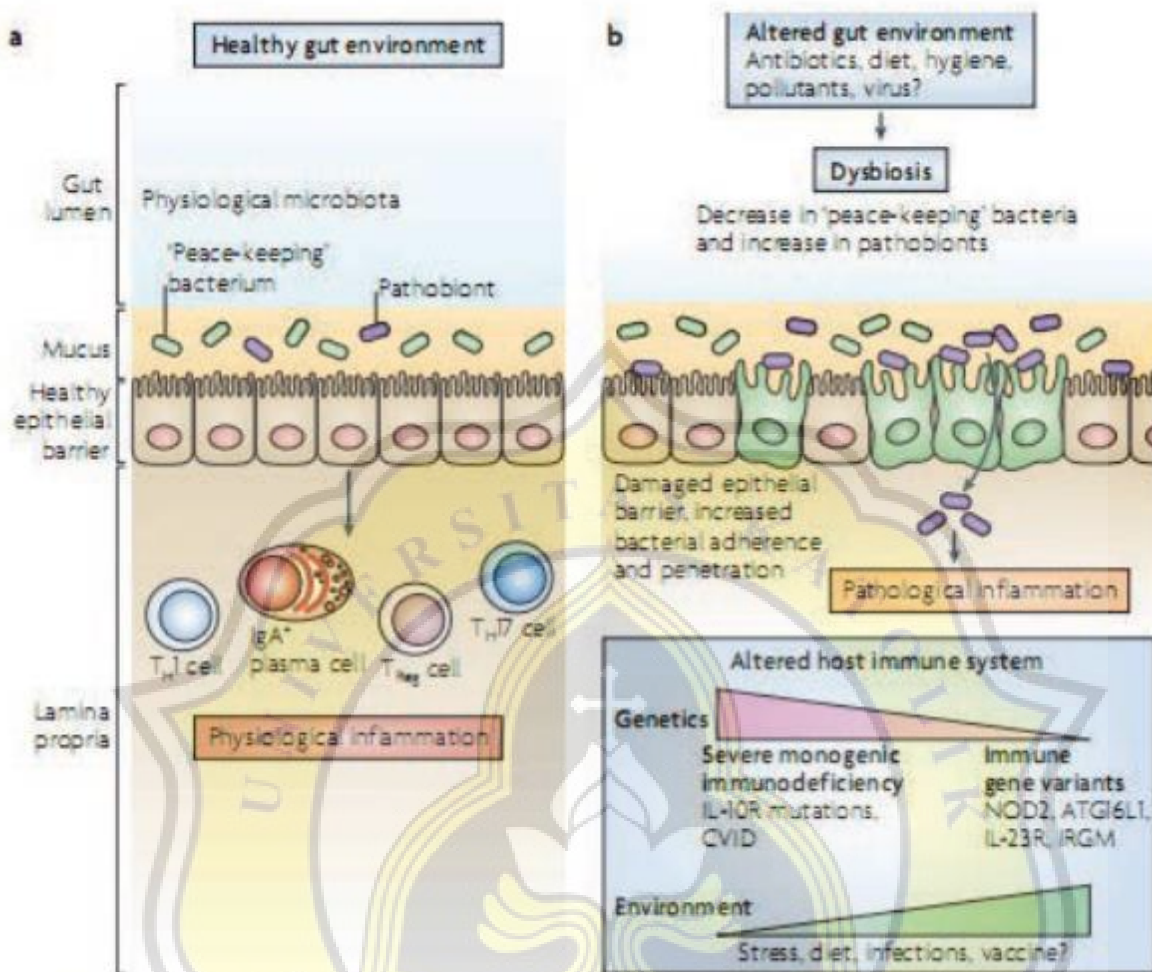 a
Healthy gut environment
Gut
lumen
Physiological microbiota
'Peace-keeping'
bacterium
Pathobiont
Mucus
Healthy
epithelial
barrier
T_H1 cell
IgA⁺
plasma cell
T_Reg cell
T_H17 cell
Lamina
propria
Physiological inflammation
b
Altered gut environment
Antibiotics, diet, hygiene,
pollutants, virus?
Dysbiosis
Decrease in 'peace-keeping' bacteria
and increase in pathobionts
Damaged epithelial
barrier, increased
bacterial adherence
and penetration
Pathological inflammation
Altered host immune system
Genetics
Severe monogenic
immunodeficiency
IL-10R mutations,
CVID
Immune
gene variants
NOD2, ATG16L1,
IL-23R, IRGM
Environment
Stress, diet, infections, vaccine?